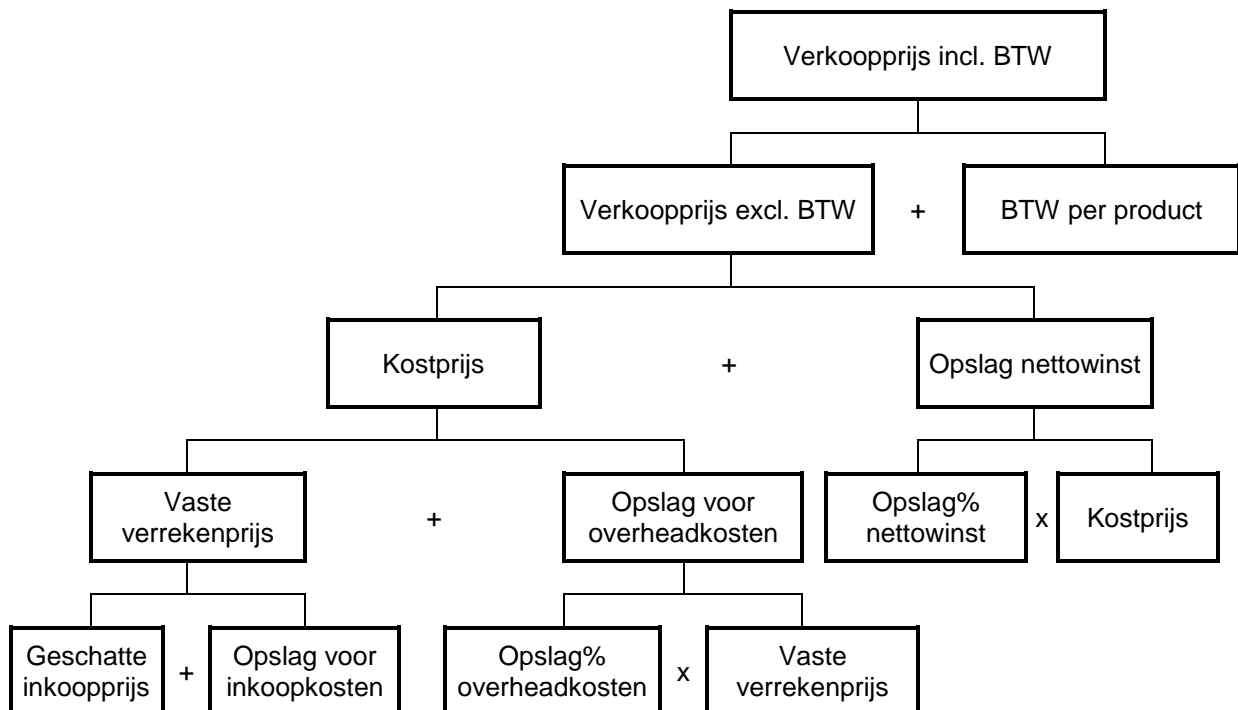 Verkoopprijs incl. BTW
Verkoopprijs excl. BTW + BTW per product
Kostprijs + Opslag nettowinst
Vaste
verrekenprijs
+
Opslag voor
overheadkosten
Opslag%
nettowinst
x
Kostprijs
Geschatte
inkoopprijs
+
Opslag voor
inkoopkosten
Opslag%
overheadkosten
x
Vaste
verrekenprijs